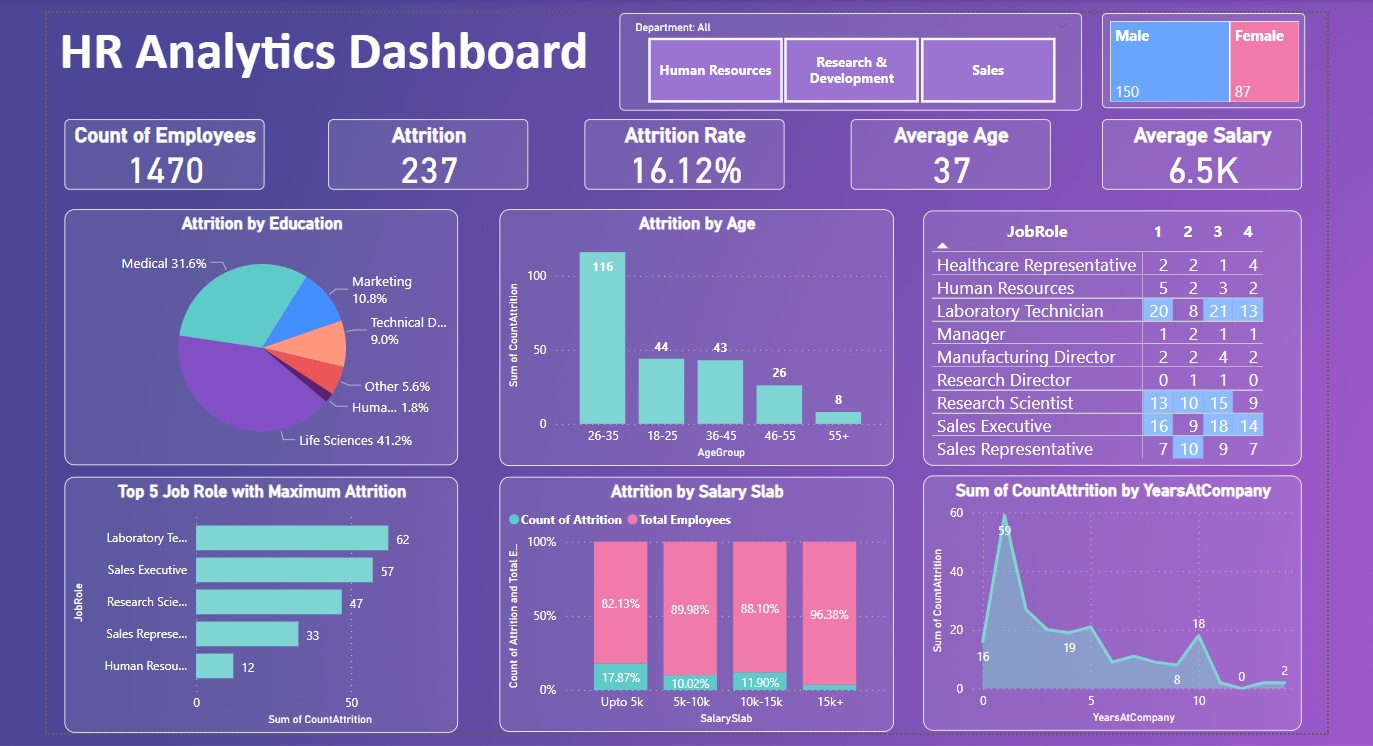 HR Analytics Dashboard
Department: All
Human Resources
Research &
Development
Sales
Male
150
Female
87
Count of Employees
1470
Attrition
237
Attrition Rate
16.12%
Average Age
37
Average Salary
6.5K
Attrition by Education
Medical 31.6%
Marketing
10.8%
Technical D...
9.0%
Other 5.6%
Huma... 1.8%
Life Sciences 41.2%
Attrition by Age
Sum of CountAttrition
100
50
0
116
44
43
26
8
26-35 18-25 36-45 46-55 55+
AgeGroup
JobRole 1 2 3 4
Healthcare Representative 2 2 1 4
Human Resources 5 2 3 2
Laboratory Technician 20 8 21 13
Manager 1 2 1 1
Manufacturing Director 2 2 4 2
Research Director 0 1 1 0
Research Scientist 13 10 15 9
Sales Executive 16 9 18 14
Sales Representative 7 10 9 7
Top 5 Job Role with Maximum Attrition
JobRole
Laboratory Te... 62
Sales Executive 57
Research Scie... 47
Sales Represe... 33
Human Resou... 12
0 50
Sum of CountAttrition
Attrition by Salary Slab
Count of Attrition Total Employees
Count of Attrition and Total E...
100%
50%
0%
82.13% 89.98% 88.10% 96.38%
17.87% 10.02% 11.90%
Upto 5k 5k-10k 10k-15k 15k+
SalarySlab
Sum of CountAttrition by YearsAtCompany
Sum of CountAttrition
60
40
20
0
59
16
19
8
18
0
2
0 5 10
YearsAtCompany